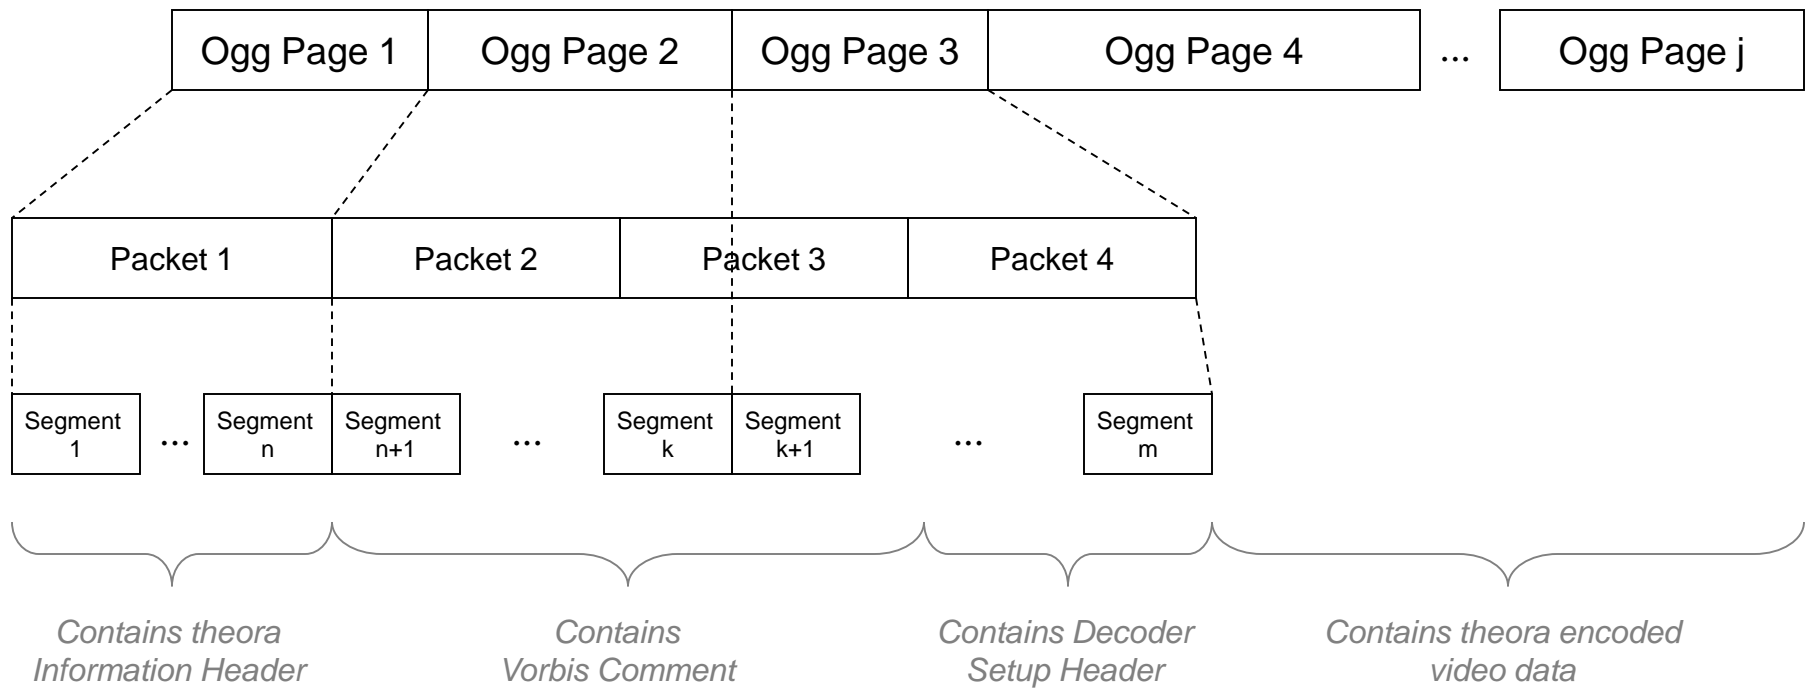 Ogg Page 1
Ogg Page 2
Ogg Page 3
Ogg Page 4
...
Ogg Page j
Packet 1
Packet 2
Packet 3
Packet 4
Segment
1
...
Segment
n
Segment
n+1
...
Segment
k
Segment
k+1
...
Segment
m
Contains theora
Information Header
Contains
Vorbis Comment
Contains Decoder
Setup Header
Contains theora encoded
video data